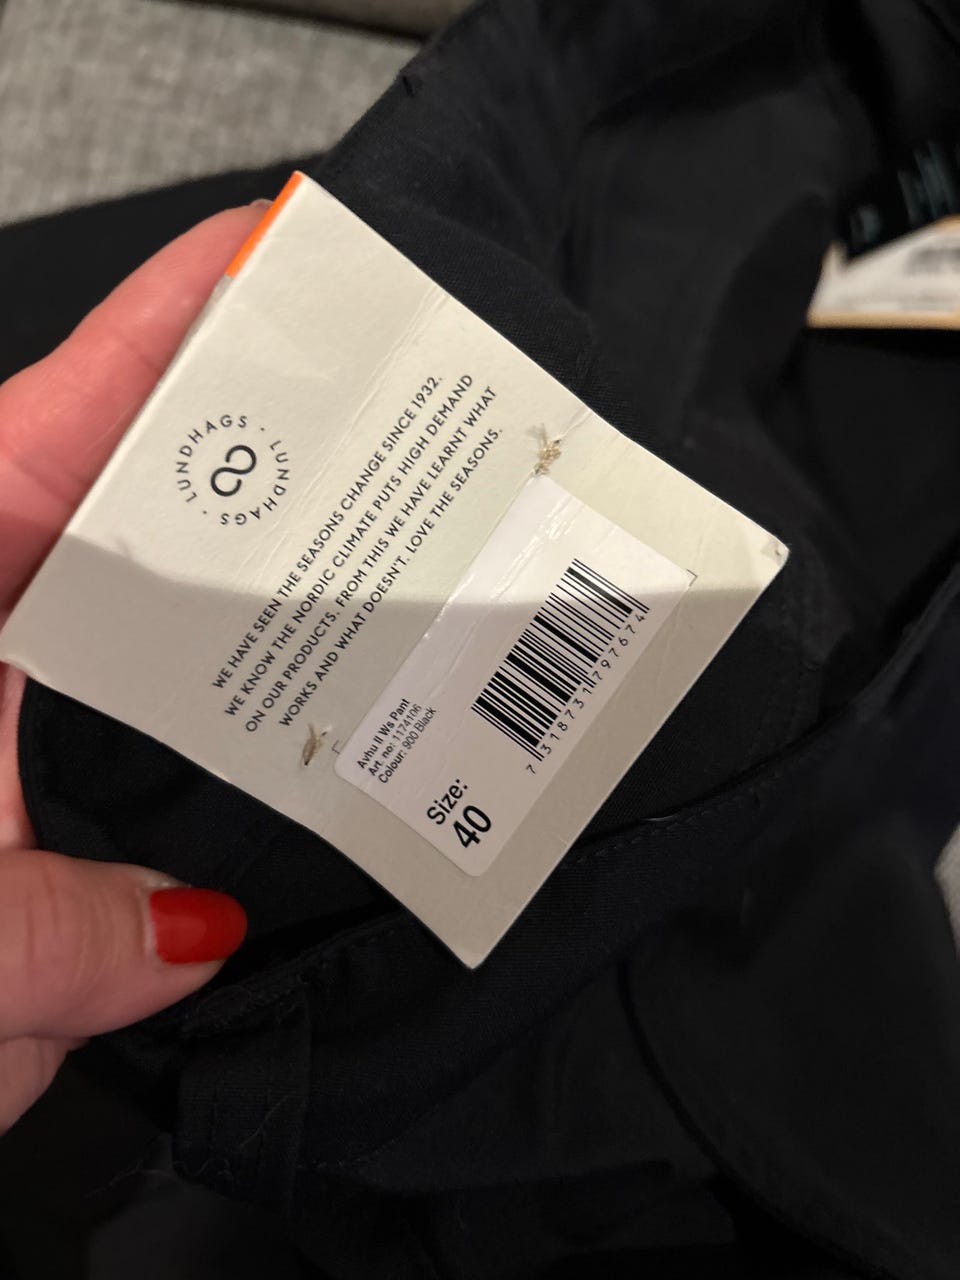 LUNDHAGS · LUNDHAGS ·
WE HAVE SEEN THE SEASONS CHANGE SINCE 1932.
WE KNOW THE NORDIC CLIMATE PUTS HIGH DEMAND
ON OUR PRODUCTS. FROM THIS WE HAVE LEARNT WHAT
WORKS AND WHAT DOESN'T. LOVE THE SEASONS.
Avhu II Ws Pant
Art. no: 1174106
Colour: 900 Black
Size:
40
7 318731 797674